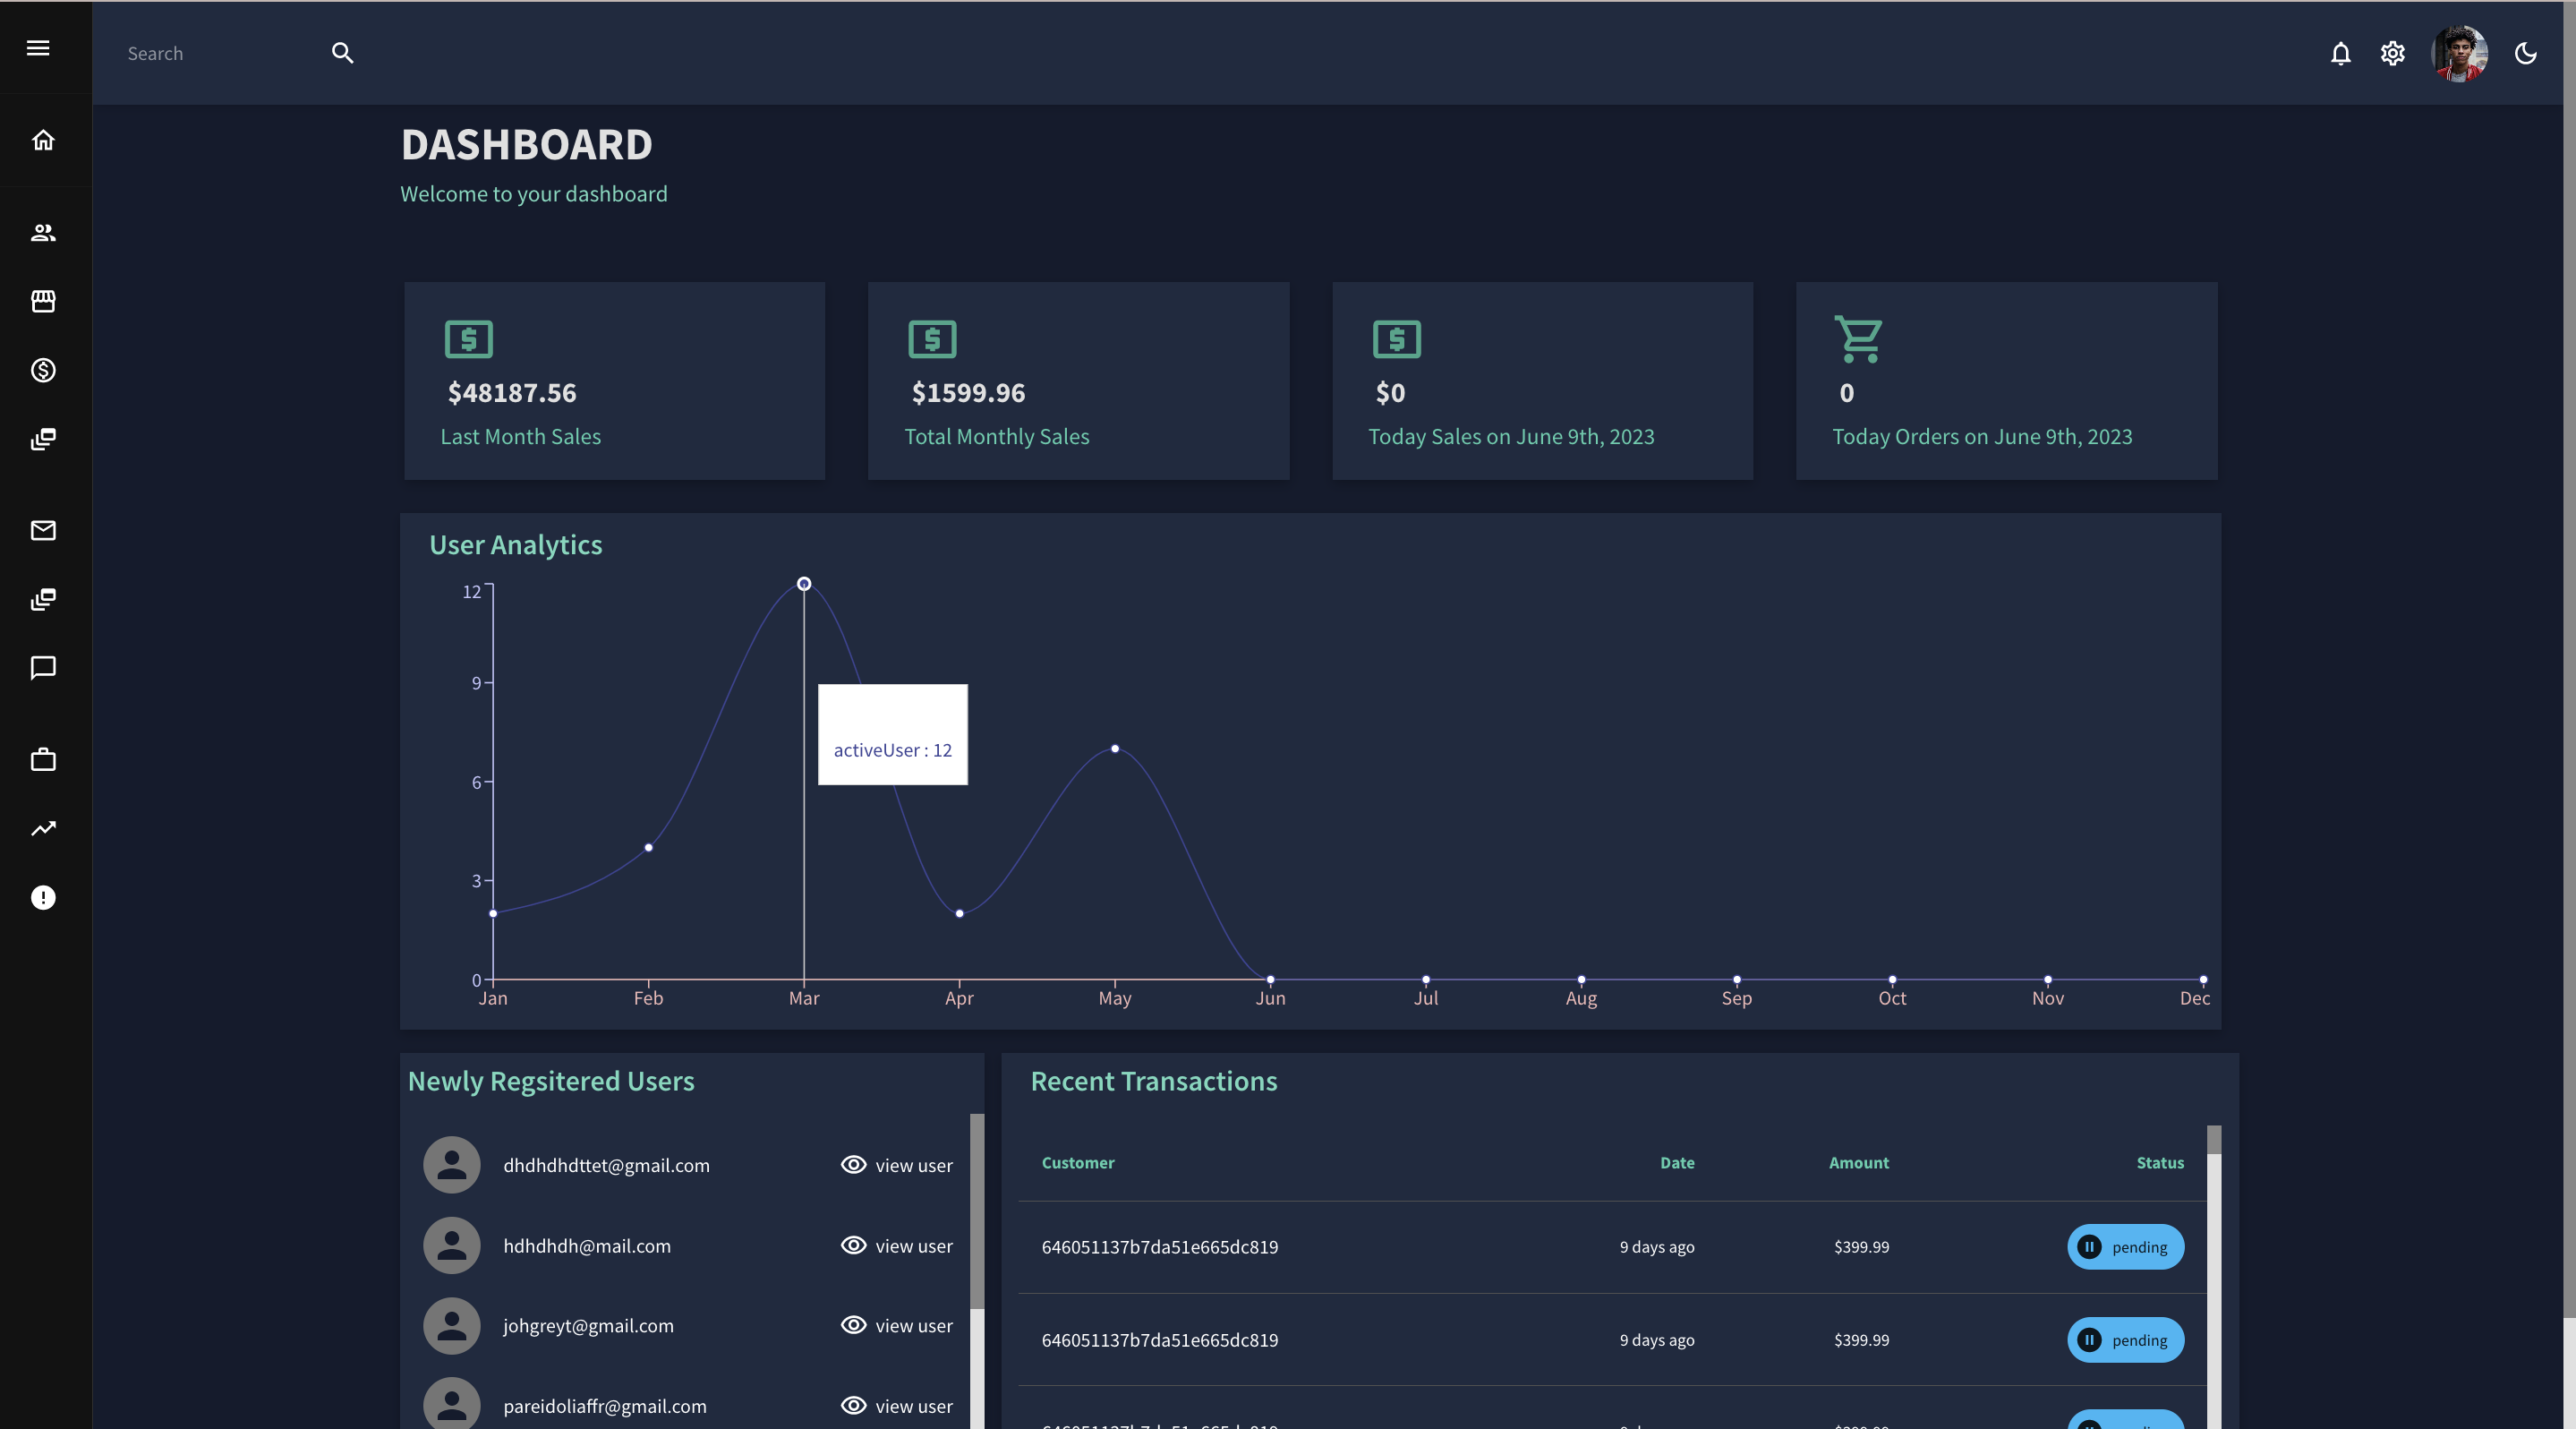 Search
DASHBOARD
Welcome to your dashboard
$48187.56
Last Month Sales
$1599.96
Total Monthly Sales
$0
Today Sales on June 9th, 2023
0
Today Orders on June 9th, 2023
User Analytics
12
9
6
3
0
activeUser : 12
Jan Feb Mar Apr May Jun Jul Aug Sep Oct Nov Dec
Newly Regsitered Users
dhdhdhdttet@gmail.com view user
hdhdhdh@mail.com view user
johgreyt@gmail.com view user
pareidoliaffr@gmail.com view user
Recent Transactions
Customer Date Amount Status
646051137b7da51e665dc819 9 days ago $399.99 pending
646051137b7da51e665dc819 9 days ago $399.99 pending